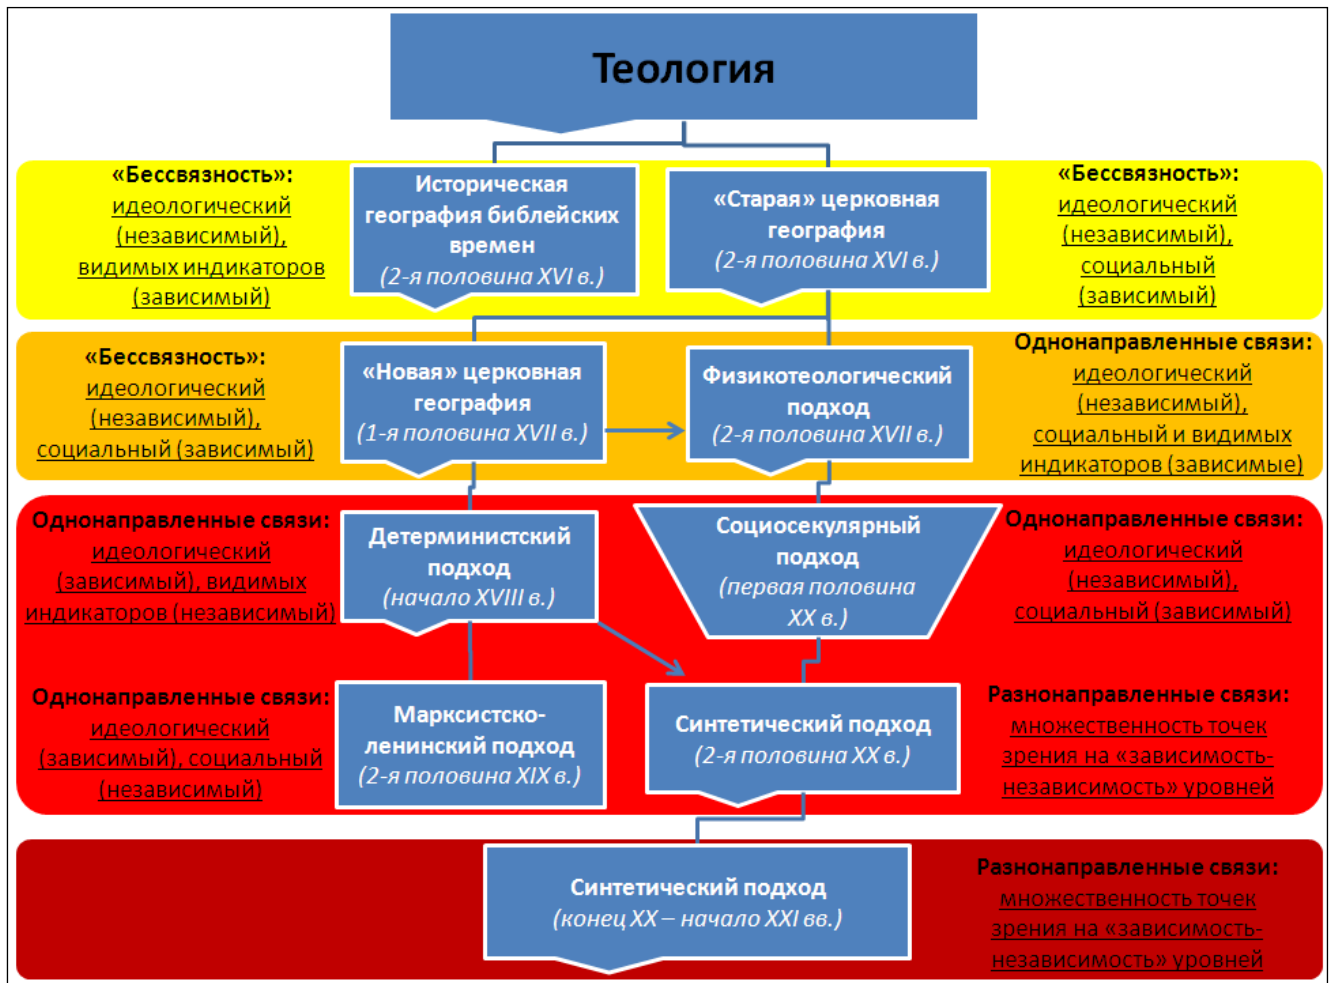 Теология
«Бессвязность»:
идеологический
(независимый),
видимых индикаторов
(зависимый)
Историческая
география библейских
времен
(2-я половина XVI в.)
«Старая» церковная
география
(2-я половина XVI в.)
«Бессвязность»:
идеологический
(независимый),
социальный
(зависимый)
«Бессвязность»:
идеологический
(независимый),
социальный (зависимый)
«Новая» церковная
география
(1-я половина XVII в.)
Физикотеологический
подход
(2-я половина XVII в.)
Однонаправленные связи:
идеологический
(независимый),
социальный и видимых
индикаторов (зависимые)
Однонаправленные связи:
идеологический
(зависимый), видимых
индикаторов (независимый)
Детерминистский
подход
(начало XVIII в.)
Социосекулярный
подход
(первая половина
XX в.)
Однонаправленные связи:
идеологический
(независимый),
социальный (зависимый)
Однонаправленные связи:
идеологический
(зависимый), социальный
(независимый)
Марксистско-
ленинский подход
(2-я половина XIX в.)
Синтетический подход
(2-я половина XX в.)
Разнонаправленные связи:
множественность точек
зрения на «зависимость-
независимость» уровней
Синтетический подход
(конец XX – начало XXI вв.)
Разнонаправленные связи:
множественность точек
зрения на «зависимость-
независимость» уровней